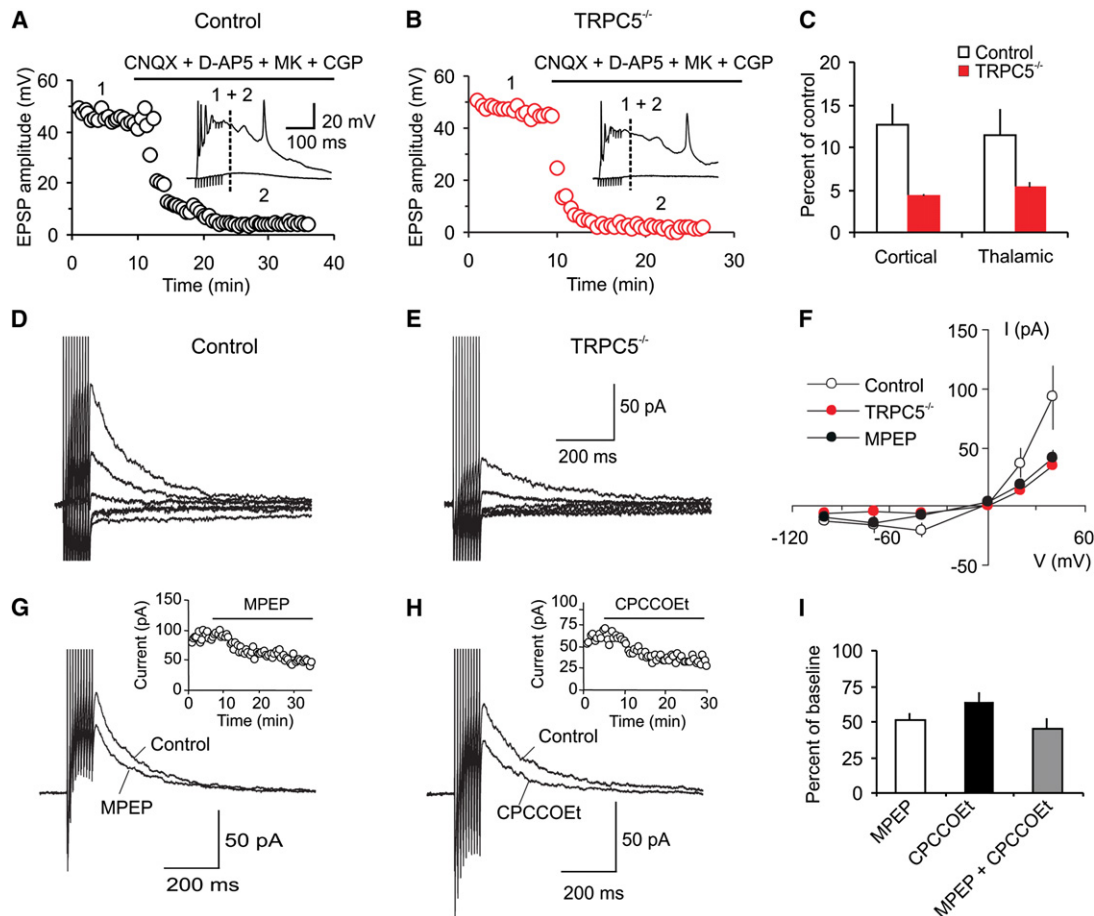 A Control
CNQX + D-AP5 + MK + CGP
EPSP amplitude (mV)
60
40
20
0
1
1 + 2
2
20 mV
100 ms
0 10 20 30 40
Time (min)
B TRPC5-/-
CNQX + D-AP5 + MK + CGP
EPSP amplitude (mV)
60
40
20
0
1
1 + 2
2
0 10 20 30
Time (min)
C
Control
TRPC5-/-
Percent of control
20
15
10
5
0
Cortical Thalamic
D Control
E TRPC5-/-
50 pA
200 ms
F
I (pA)
150
100
50
-50
-120 -60 60
V (mV)
Control
TRPC5-/-
MPEP
G
MPEP
Current (pA)
150
100
50
0
0 10 20 30
Time (min)
Control
MPEP
50 pA
200 ms
H
CPCCOEt
Current (pA)
100
75
50
25
0
0 10 20 30
Time (min)
Control
CPCCOEt
50 pA
200 ms
I
Percent of baseline
100
75
50
25
0
MPEP
CPCCOEt
MPEP + CPCCOEt